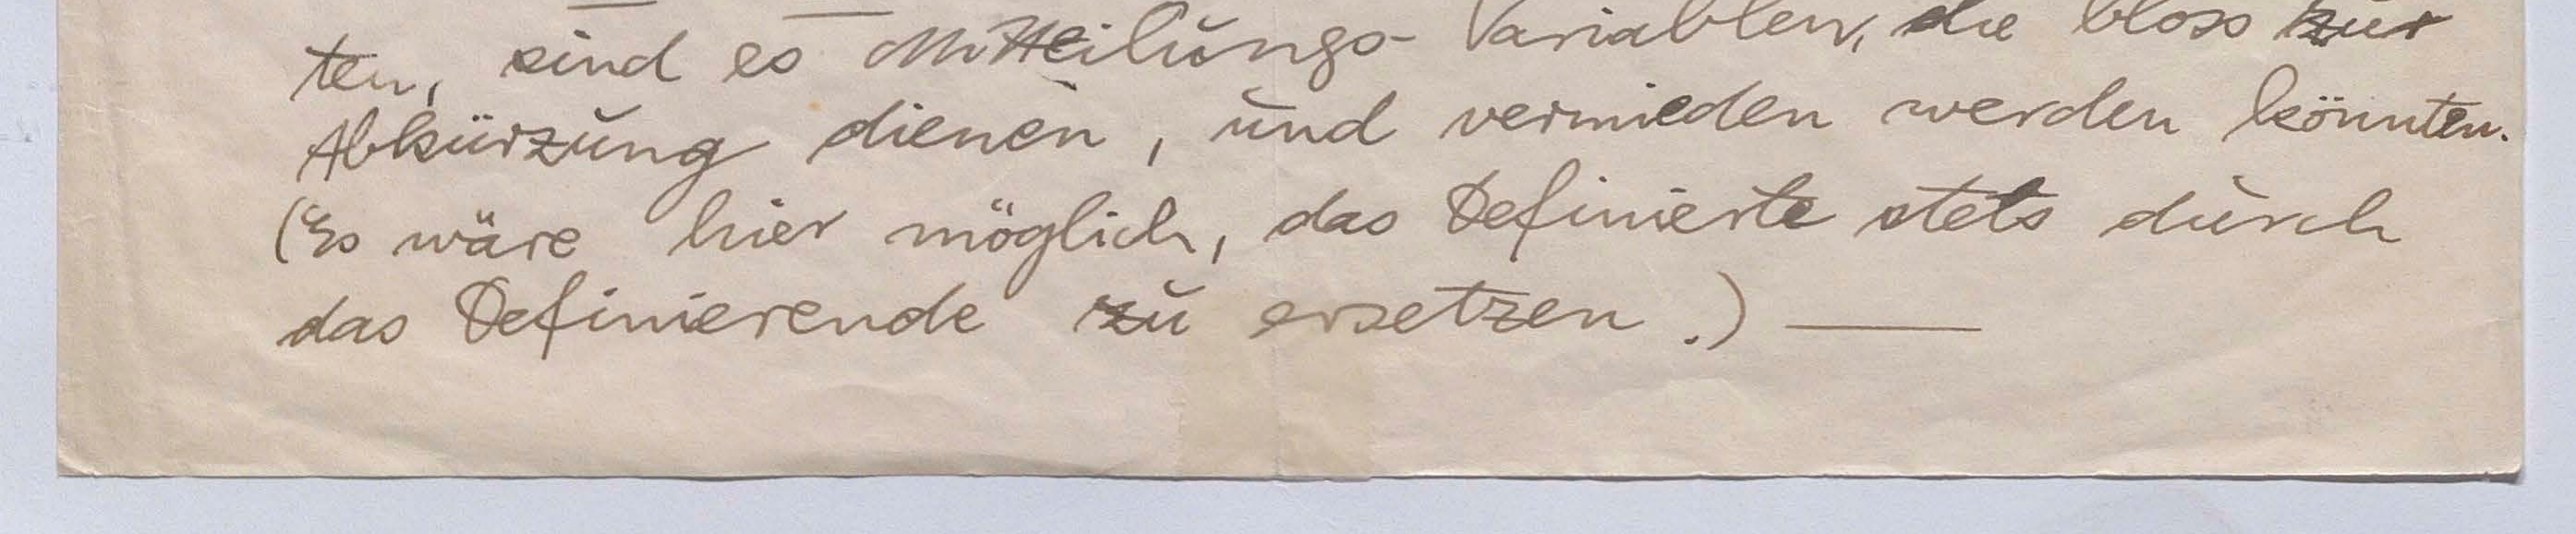 ten, sind es Mitteilungs- Variablen, die bloss zur
Abkürzung dienen, und vermieden werden könnten.
(Es wäre hier möglich, das Definierte stets durch
das Definierende zu ersetzen.) —